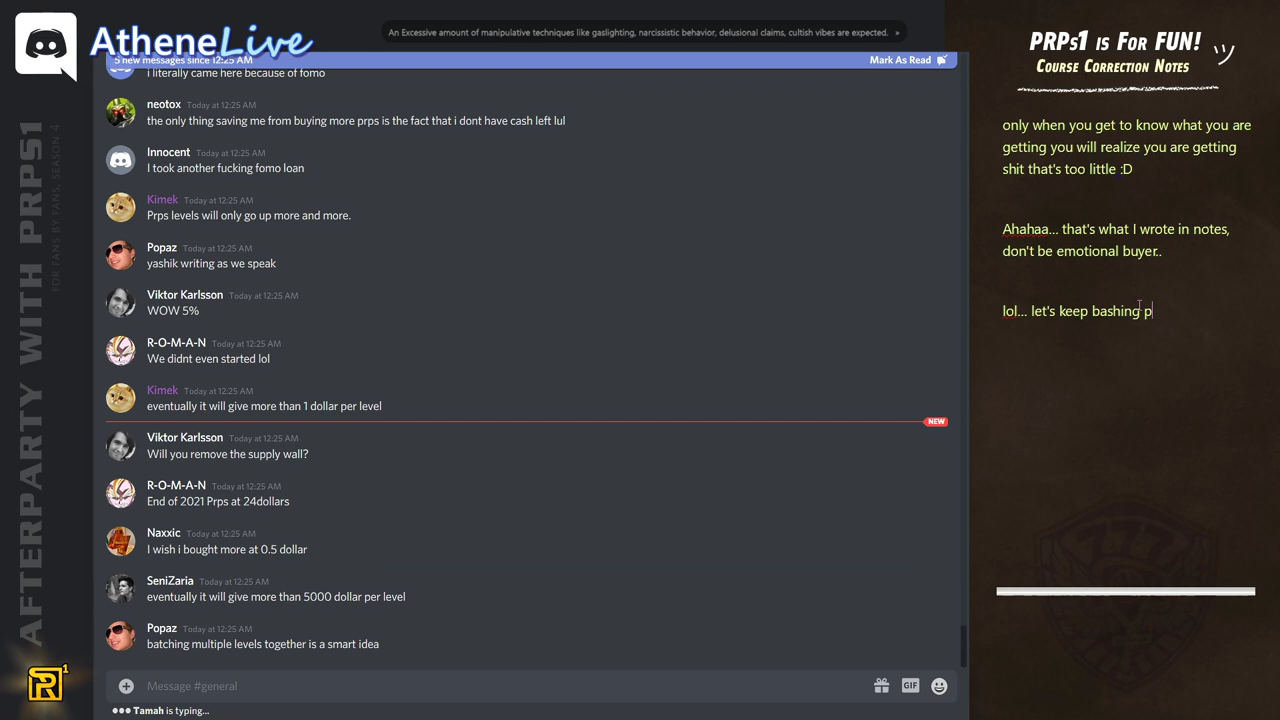 AtheneLive
An Excessive amount of manipulative techniques like gaslighting, narcissistic behavior, delusional claims, cultish vibes are expected. »
5 new messages since 12:25 AM
Mark As Read
i literally came here because of fomo
neotox Today at 12:25 AM
the only thing saving me from buying more prps is the fact that i dont have cash left lul
Innocent Today at 12:25 AM
I took another fucking fomo loan
Kimek Today at 12:25 AM
Prps levels will only go up more and more.
Popaz Today at 12:25 AM
yashik writing as we speak
Viktor Karlsson Today at 12:25 AM
WOW 5%
R-O-M-A-N Today at 12:25 AM
We didnt even started lol
Kimek Today at 12:25 AM
eventually it will give more than 1 dollar per level
NEW
Viktor Karlsson Today at 12:25 AM
Will you remove the supply wall?
R-O-M-A-N Today at 12:25 AM
End of 2021 Prps at 24dollars
Naxxic Today at 12:25 AM
I wish i bought more at 0.5 dollar
SeniZaria Today at 12:25 AM
eventually it will give more than 5000 dollar per level
Popaz Today at 12:25 AM
batching multiple levels together is a smart idea
Message #general
GIF
Tamah is typing...
AFTERPARTY WITH PRPS1
FOR FANS BY FANS, SEASON 4
R1
PRPs1 is For FUN!
Course Correction Notes
ツ
only when you get to know what you are
getting you will realize you are getting
shit that's too little :D
Ahahaa... that's what I wrote in notes,
don't be emotional buyer..
lol... let's keep bashing p
777